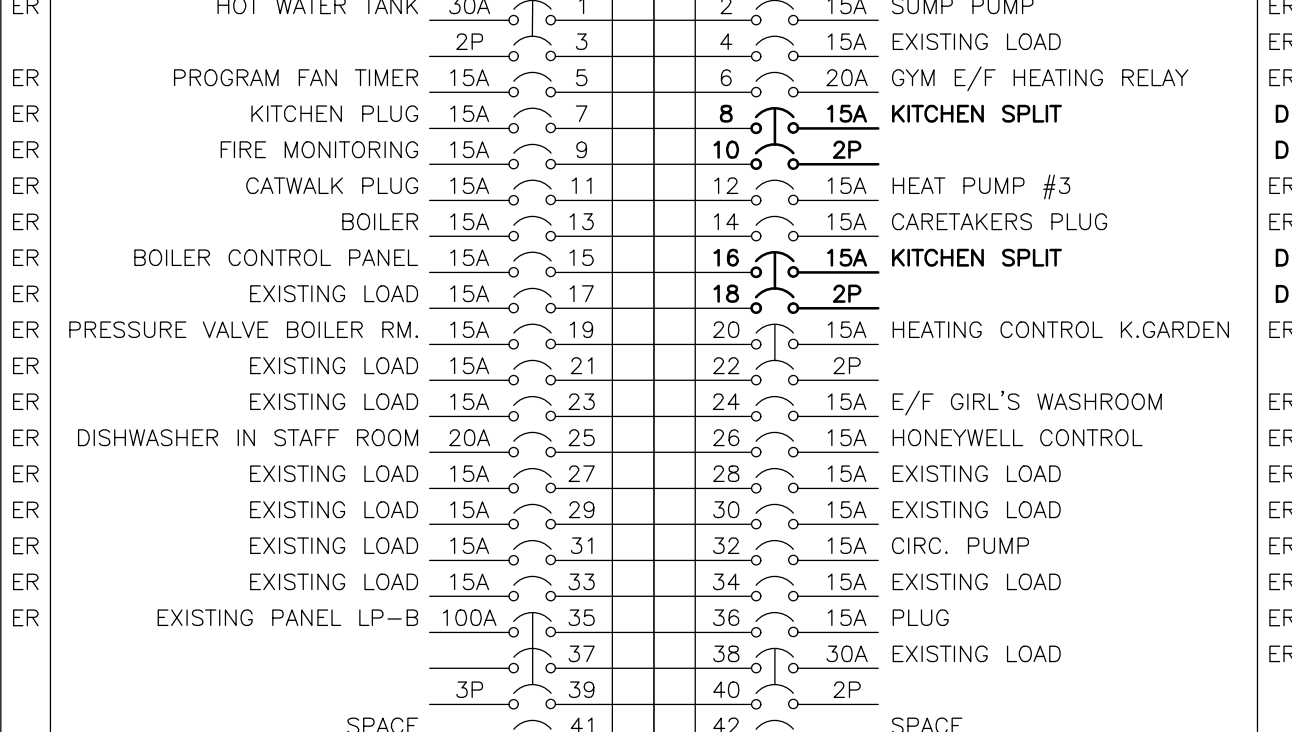 ER HOT WATER TANK 30A 1 2 15A SUMP PUMP ER
2P 3 4 15A EXISTING LOAD ER
ER PROGRAM FAN TIMER 15A 5 6 20A GYM E/F HEATING RELAY ER
ER KITCHEN PLUG 15A 7 8 15A KITCHEN SPLIT D
ER FIRE MONITORING 15A 9 10 2P D
ER CATWALK PLUG 15A 11 12 15A HEAT PUMP #3 ER
ER BOILER 15A 13 14 15A CARETAKERS PLUG ER
ER BOILER CONTROL PANEL 15A 15 16 15A KITCHEN SPLIT D
ER EXISTING LOAD 15A 17 18 2P D
ER PRESSURE VALVE BOILER RM. 15A 19 20 15A HEATING CONTROL K.GARDEN ER
ER EXISTING LOAD 15A 21 22 2P
ER EXISTING LOAD 15A 23 24 15A E/F GIRL'S WASHROOM ER
ER DISHWASHER IN STAFF ROOM 20A 25 26 15A HONEYWELL CONTROL ER
ER EXISTING LOAD 15A 27 28 15A EXISTING LOAD ER
ER EXISTING LOAD 15A 29 30 15A EXISTING LOAD ER
ER EXISTING LOAD 15A 31 32 15A CIRC. PUMP ER
ER EXISTING LOAD 15A 33 34 15A EXISTING LOAD ER
ER EXISTING PANEL LP-B 100A 35 36 15A PLUG ER
37 38 30A EXISTING LOAD ER
3P 39 40 2P
SPACE 41 42 SPACE